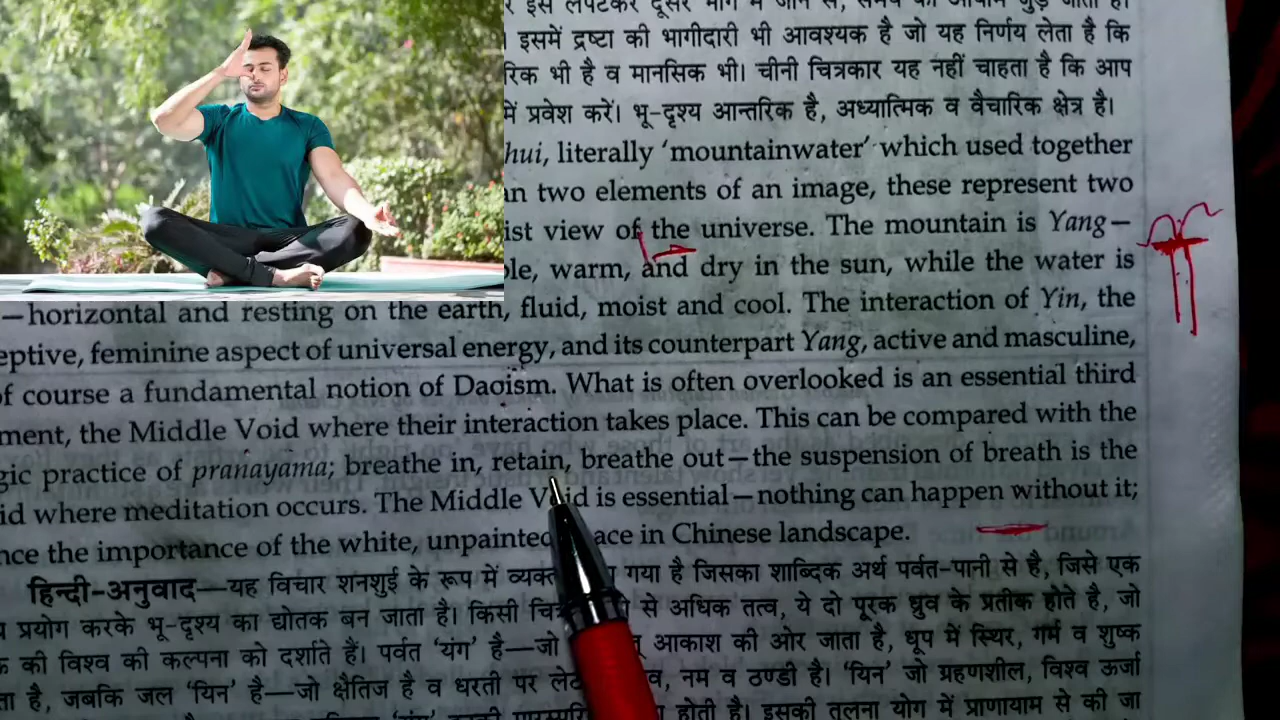 र इसे लपेटकर दूसरे भाग में जाने से, समय का आयाम जुड़ जाता है।
। इसमें द्रष्टा की भागीदारी भी आवश्यक है जो यह निर्णय लेता है कि
रिक भी है व मानसिक भी। चीनी चित्रकार यह नहीं चाहता है कि आप
में प्रवेश करें। भू-दृश्य आन्तरिक है, अध्यात्मिक व वैचारिक क्षेत्र है।
hui, literally ‘mountainwater’ which used together
an two elements of an image, these represent two
ist view of the universe. The mountain is Yang—
ble, warm, and dry in the sun, while the water is
—horizontal and resting on the earth, fluid, moist and cool. The interaction of Yin, the
eptive, feminine aspect of universal energy, and its counterpart Yang, active and masculine,
of course a fundamental notion of Daoism. What is often overlooked is an essential third
ment, the Middle Void where their interaction takes place. This can be compared with the
gic practice of pranayama; breathe in, retain, breathe out—the suspension of breath is the
id where meditation occurs. The Middle Void is essential—nothing can happen without it;
nce the importance of the white, unpainted ace in Chinese landscape.
हिन्दी-अनुवाद—यह विचार शनशुई के रूप में व्यक्त गया है जिसका शाब्दिक अर्थ पर्वत-पानी से है, जिसे एक
प्रयोग करके भू-दृश्य का द्योतक बन जाता है। किसी से अधिक तत्व, ये दो पूरक ध्रुव के प्रतीक होते है, जो
की विश्व की कल्पना को दर्शाते हैं। पर्वत ‘यंग’ है—जो आकाश की ओर जाता है, धूप में स्थिर, गर्म व शुष्क
ता है, जबकि जल ‘यिन’ है—जो क्षैतिज है व धरती पर व, नम व ठण्डी है। ‘यिन’ जो ग्रहणशील, विश्व ऊर्जा
होती है। इसकी तुलना योग में प्राणायाम से की जा